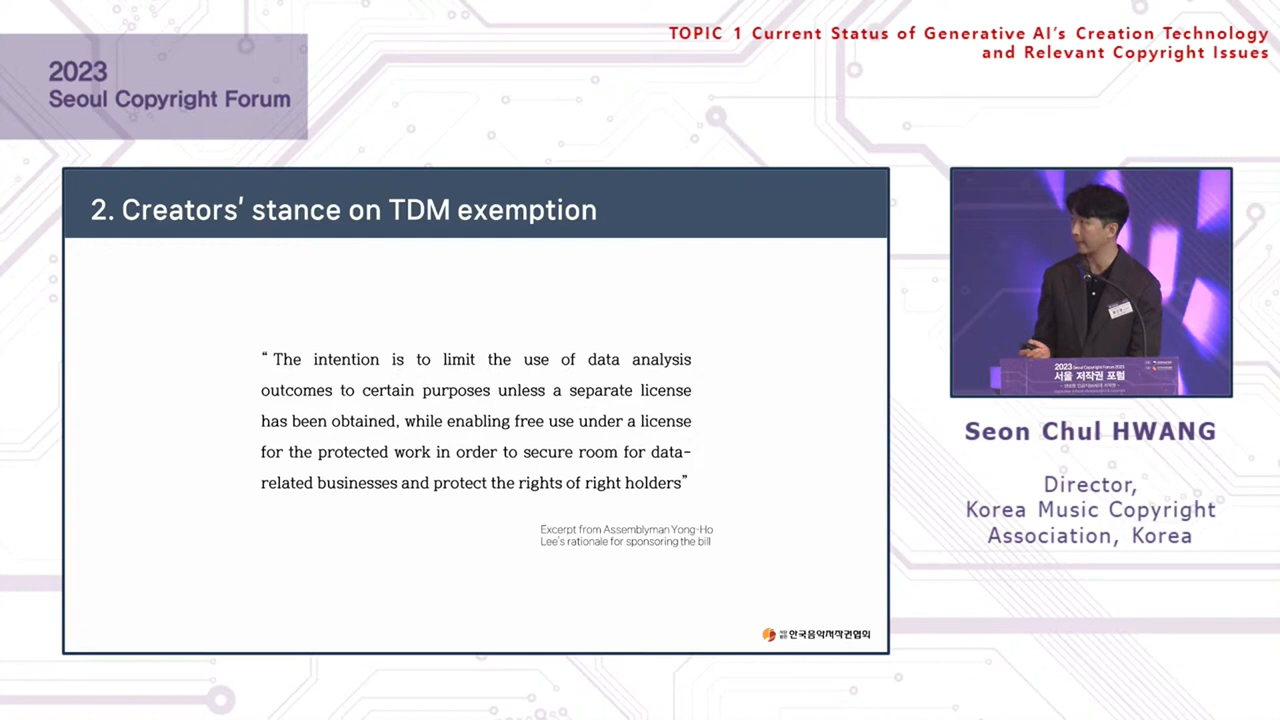 TOPIC 1 Current Status of Generative AI's Creation Technology
and Relevant Copyright Issues
2023
Seoul Copyright Forum
2. Creators' stance on TDM exemption
“ The intention is to limit the use of data analysis
outcomes to certain purposes unless a separate license
has been obtained, while enabling free use under a license
for the protected work in order to secure room for data-
related businesses and protect the rights of right holders”
Excerpt from Assemblyman Yong-Ho
Lee's rationale for sponsoring the bill
한국음악저작권협회
2023 Seoul Copyright Forum 2023
서울 저작권 포럼
Seon Chul HWANG
Director,
Korea Music Copyright
Association, Korea